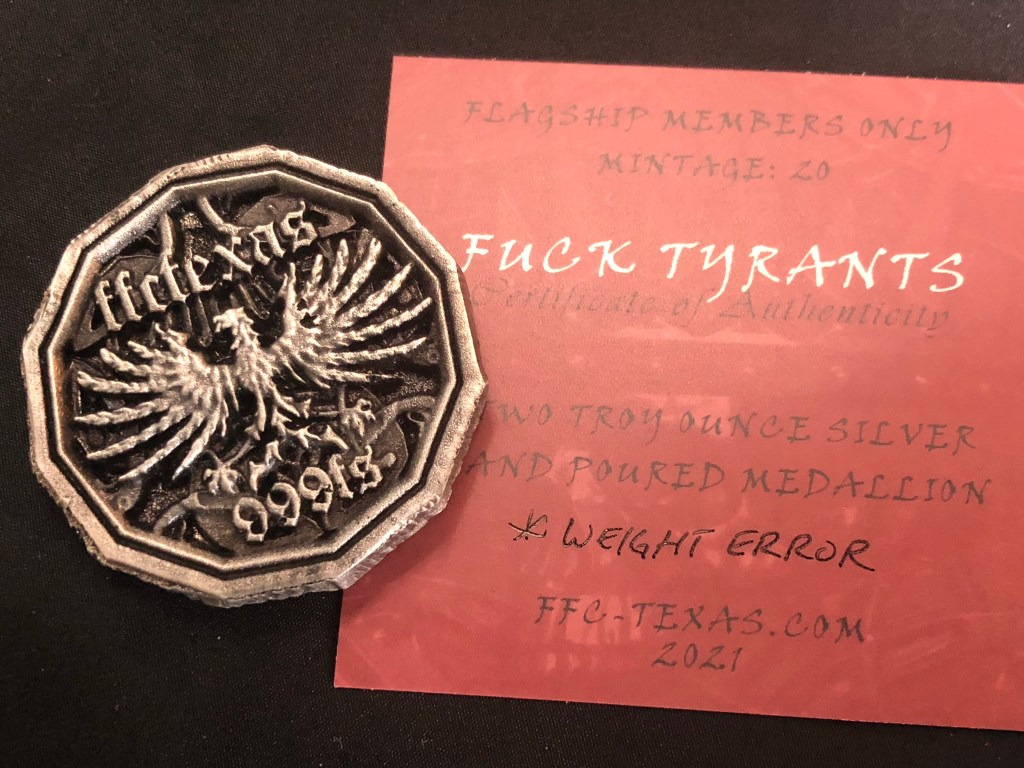 ffctexas
999fs
FLAGSHIP MEMBERS ONLY
MINTAGE: 20
FUCK TYRANTS
Certificate of Authenticity
TWO TROY OUNCE SILVER
AND POURED MEDALLION
* WEIGHT ERROR
FFC-TEXAS.COM
2021